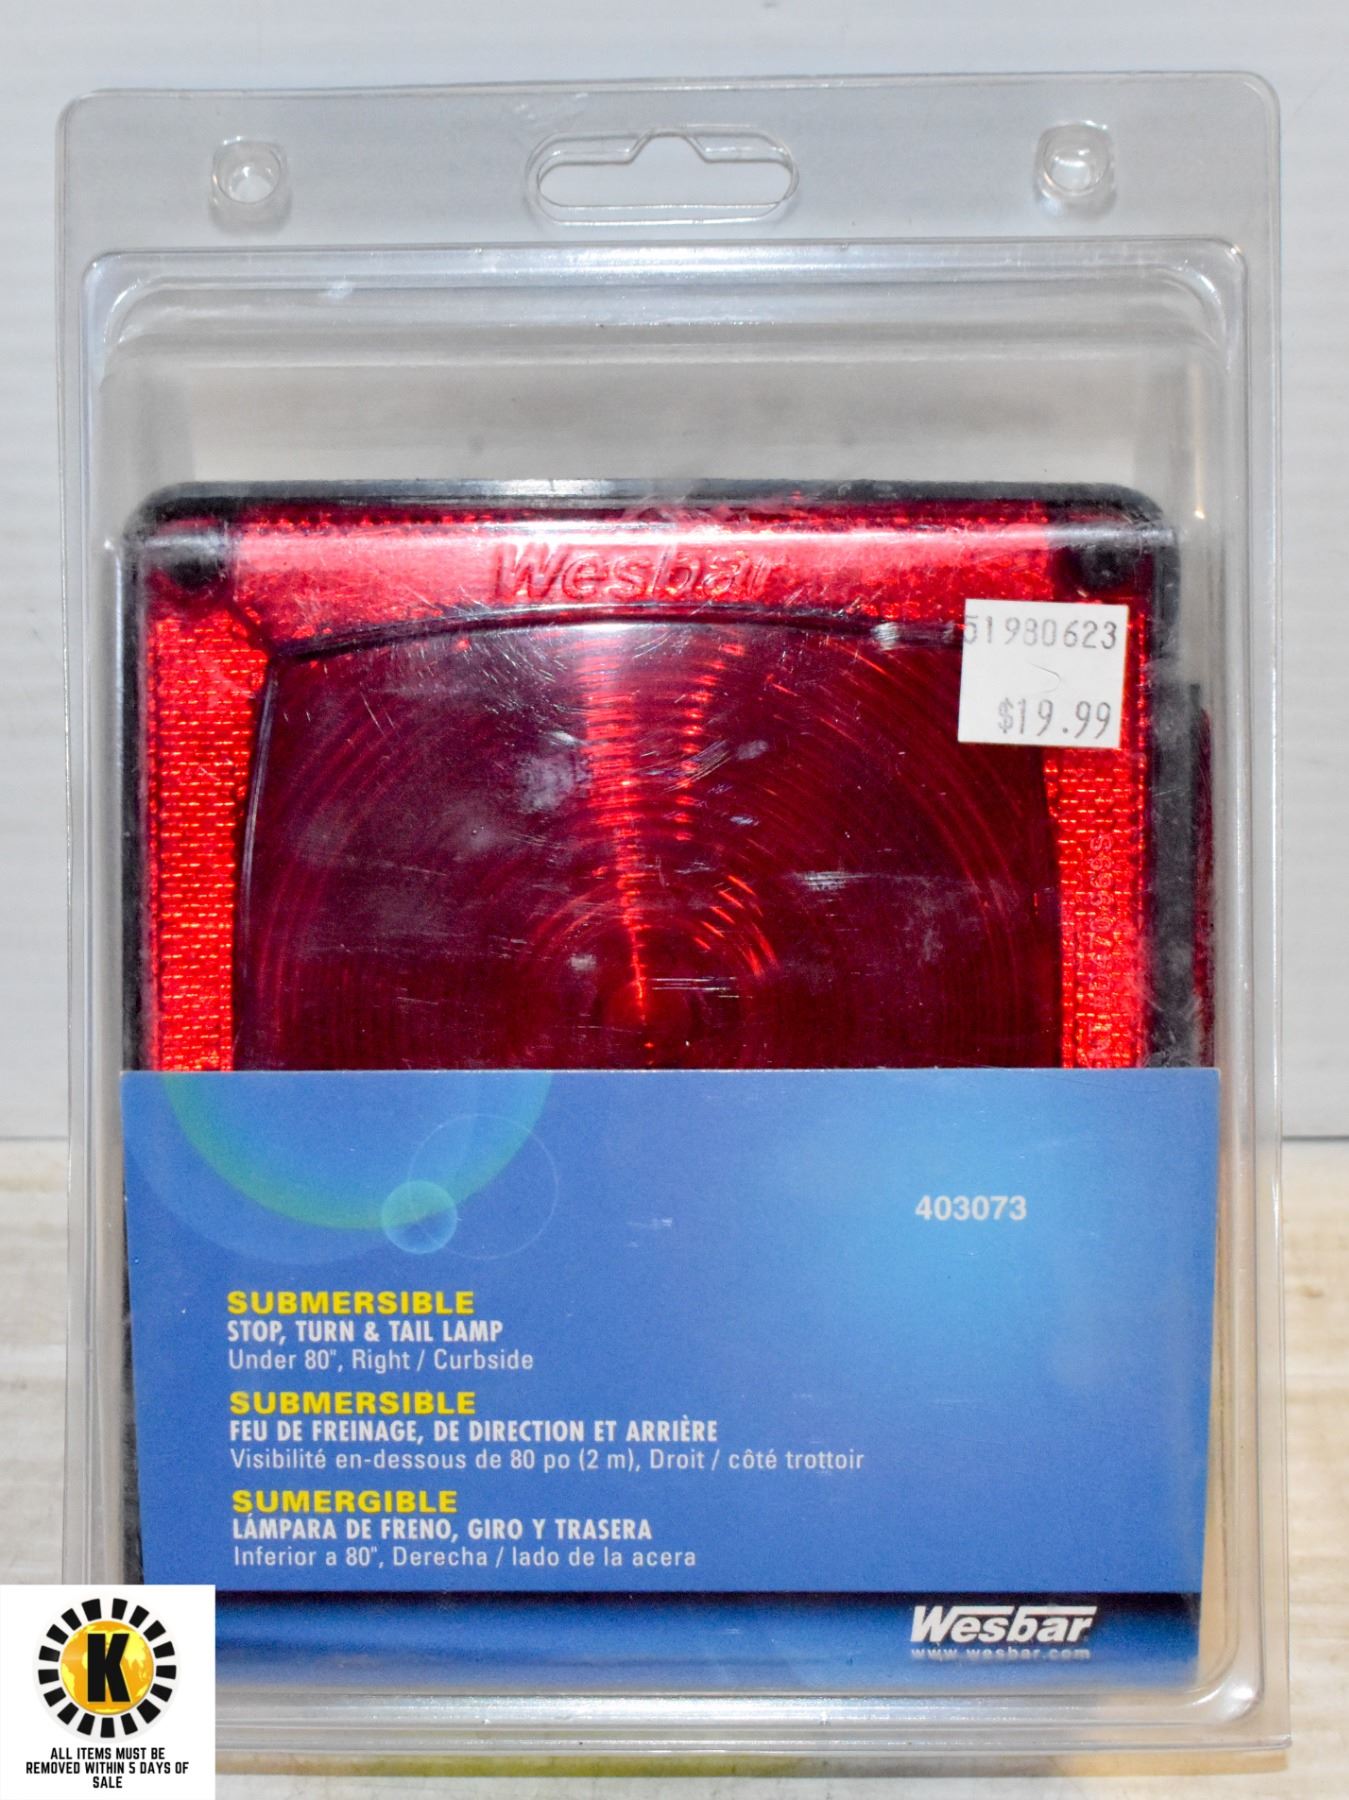 Wesbar
51980623
$19.99
403073
SUBMERSIBLE
STOP, TURN & TAIL LAMP
Under 80", Right / Curbside
SUBMERSIBLE
FEU DE FREINAGE, DE DIRECTION ET ARRIÈRE
Visibilité en-dessous de 80 po (2 m), Droit / côté trottoir
SUMERGIBLE
LÁMPARA DE FRENO, GIRO Y TRASERA
Inferior a 80", Derecha / lado de la acera
Wesbar
www.wesbar.com
K
ALL ITEMS MUST BE
REMOVED WITHIN 5 DAYS OF
SALE